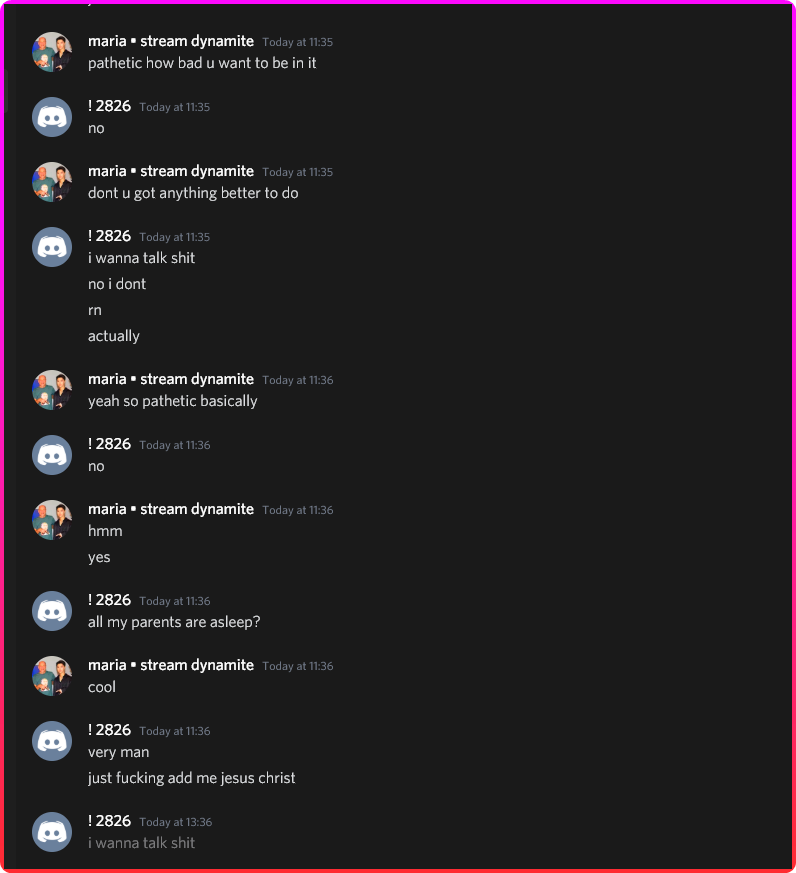 maria ▪ stream dynamite Today at 11:35
pathetic how bad u want to be in it
! 2826 Today at 11:35
no
maria ▪ stream dynamite Today at 11:35
dont u got anything better to do
! 2826 Today at 11:35
i wanna talk shit
no i dont
rn
actually
maria ▪ stream dynamite Today at 11:36
yeah so pathetic basically
! 2826 Today at 11:36
no
maria ▪ stream dynamite Today at 11:36
hmm
yes
! 2826 Today at 11:36
all my parents are asleep?
maria ▪ stream dynamite Today at 11:36
cool
! 2826 Today at 11:36
very man
just fucking add me jesus christ
! 2826 Today at 13:36
i wanna talk shit